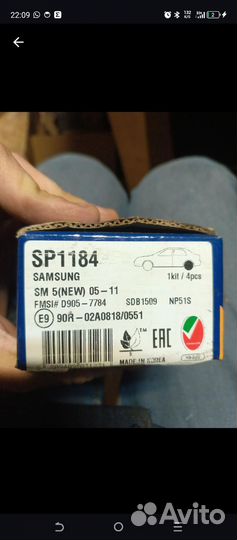 22:09
SP1184
SAMSUNG
1kit / 4pcs
SM 5(NEW) 05-11
FMSI# D905-7784 SDB1509 NP51S
E9 90R-02A0818/0551
TM
EAC
MADE IN KOREA
Avito